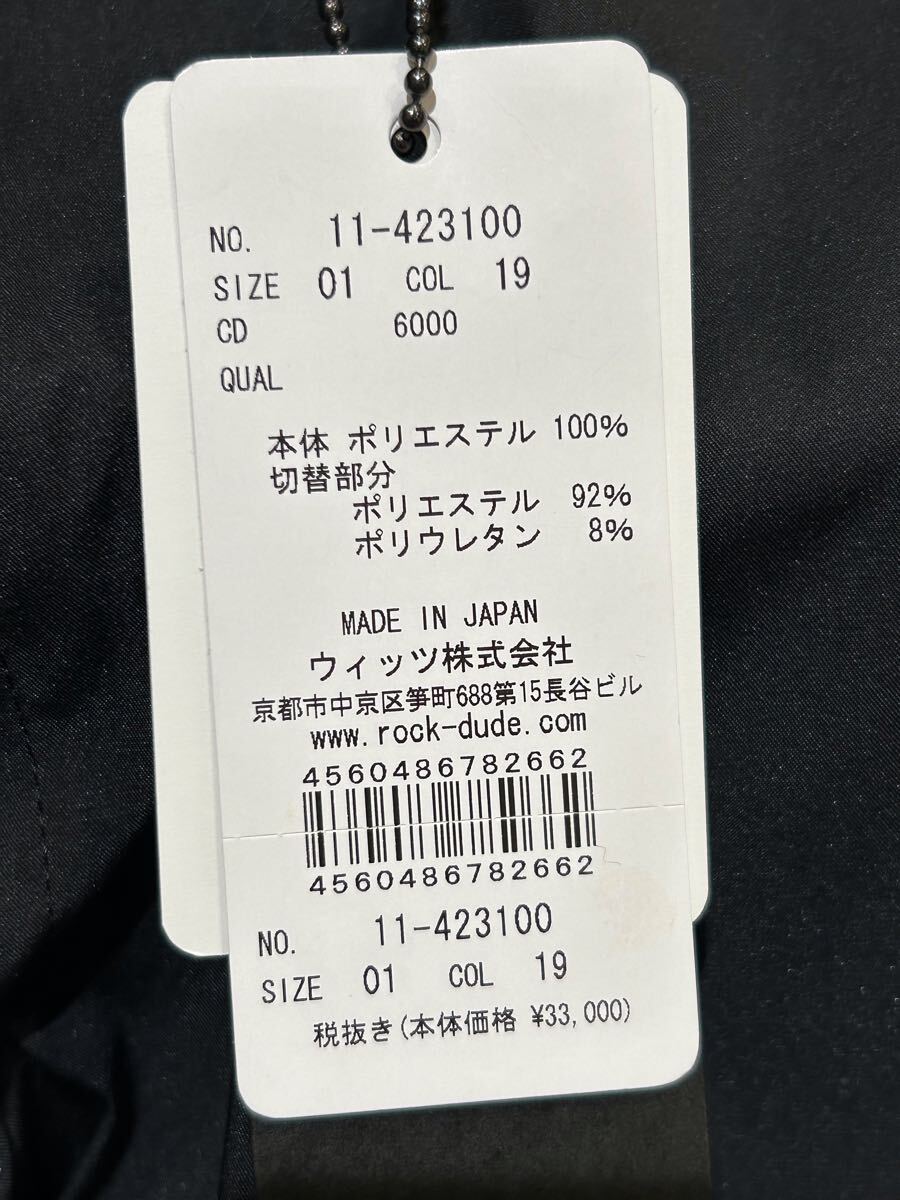 NO. 11-423100
SIZE 01 COL 19
CD 6000
QUAL
本体 ポリエステル 100%
切替部分
ポリエステル 92%
ポリウレタン 8%
MADE IN JAPAN
ウィッツ株式会社
京都市中京区笋町688第15長谷ビル
www.rock-dude.com
4560486782662
4560486782662
NO. 11-423100
SIZE 01 COL 19
税抜き(本体価格 ¥33,000)